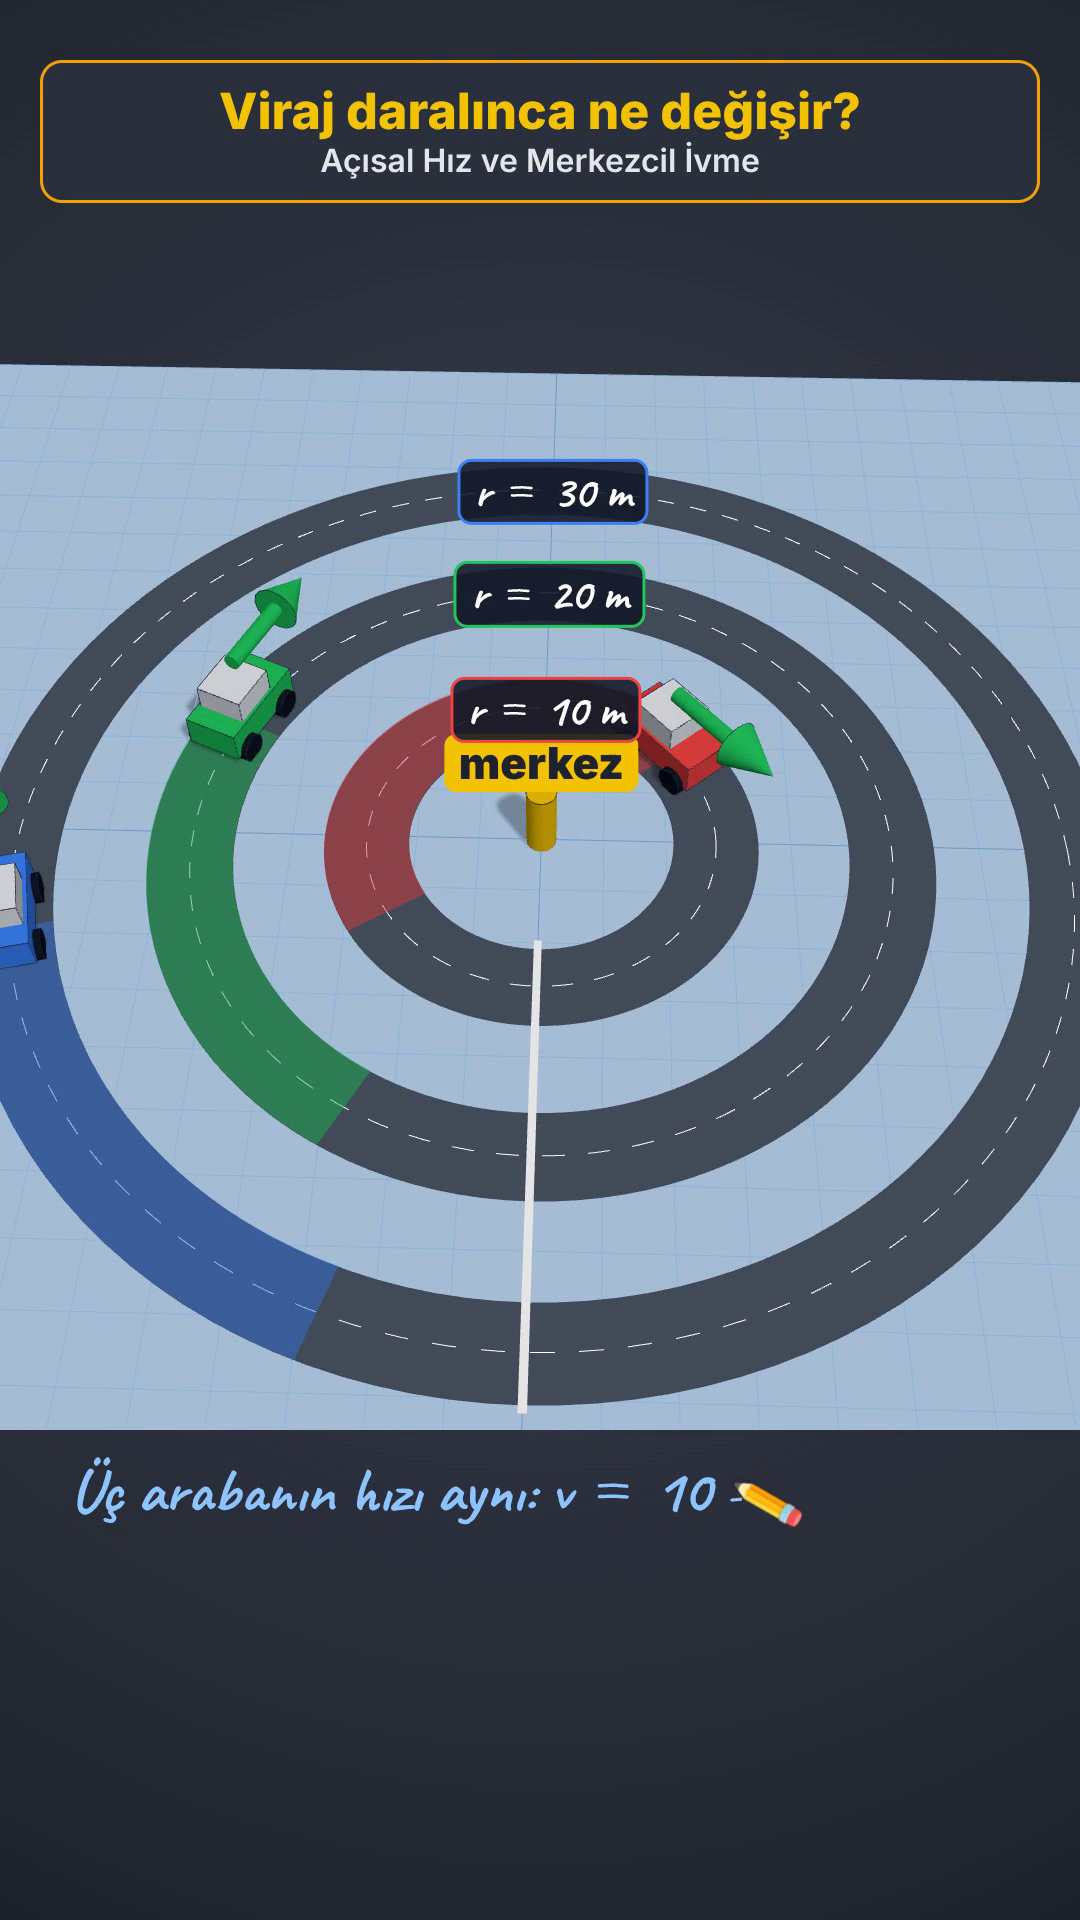 Viraj daralınca ne değişir?
Açısal Hız ve Merkezcil İvme
r = 30 m
r = 20 m
r = 10 m
merkez
Üç arabanın hızı aynı: v = 10